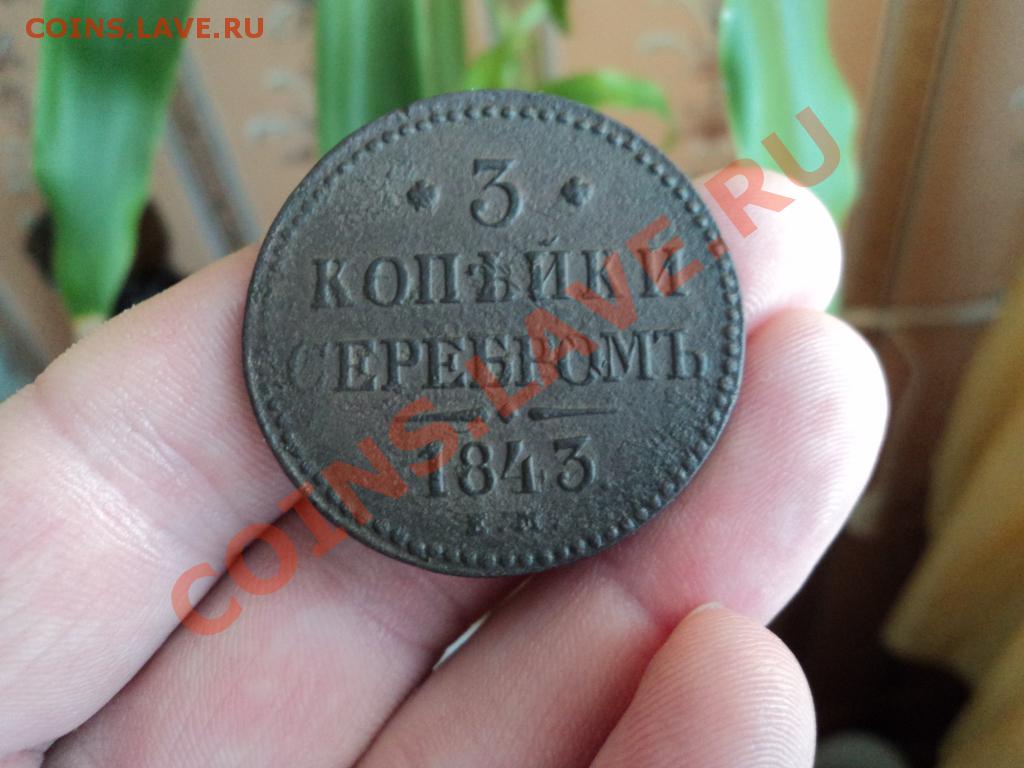 COINS.LAVE.RU
3
КОПѢЙКИ
СЕРЕБРОМЪ
1843.
Е.М.
COINS.LAVE.RU